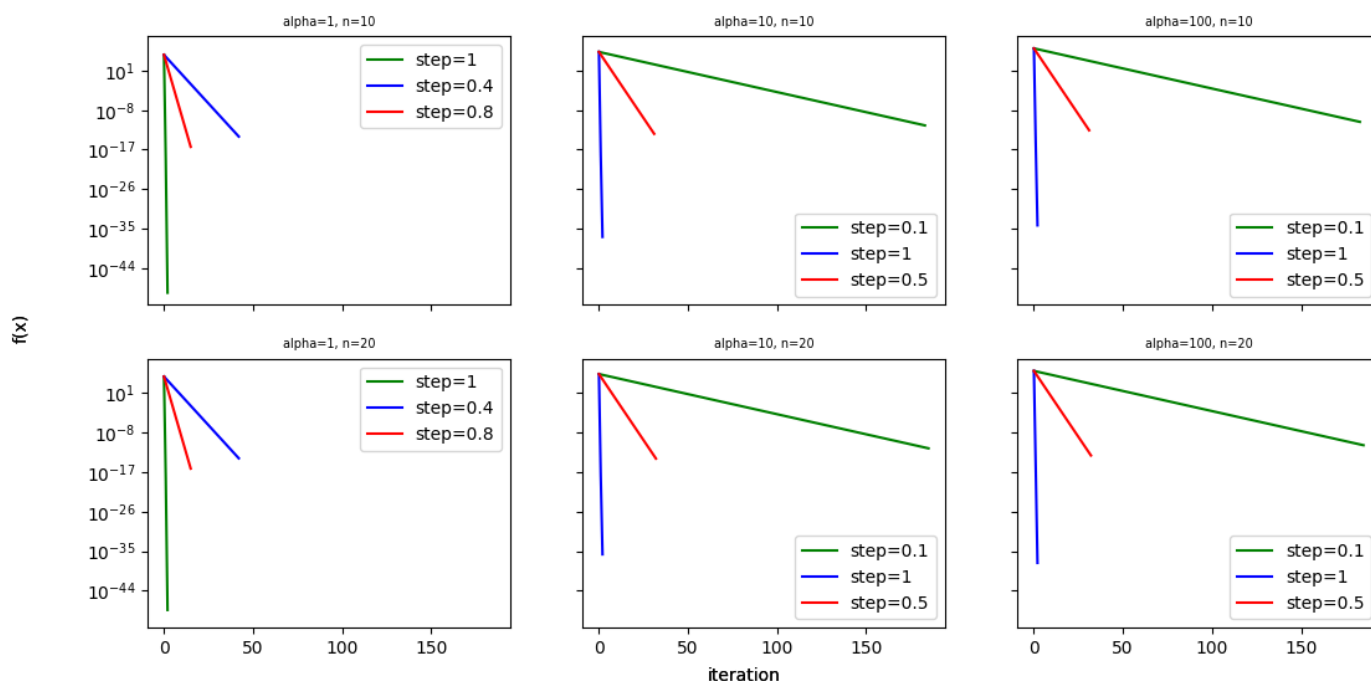 alpha=1, n=10
alpha=10, n=10
alpha=100, n=10
step=1
step=0.4
step=0.8
step=0.1
step=1
step=0.5
step=0.1
step=1
step=0.5
10^1
10^-8
10^-17
10^-26
10^-35
10^-44
f(x)
alpha=1, n=20
alpha=10, n=20
alpha=100, n=20
step=1
step=0.4
step=0.8
step=0.1
step=1
step=0.5
step=0.1
step=1
step=0.5
10^1
10^-8
10^-17
10^-26
10^-35
10^-44
0 50 100 150
0 50 100 150
0 50 100 150
iteration